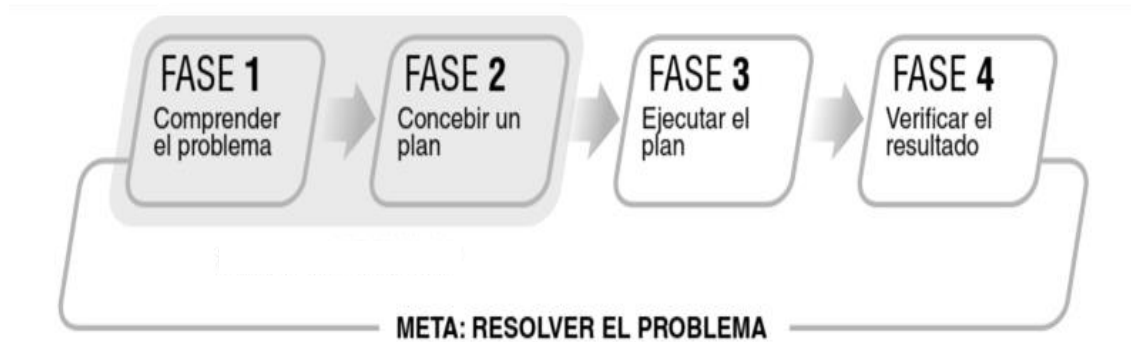 FASE 1
Comprender
el problema
FASE 2
Concebir un
plan
FASE 3
Ejecutar el
plan
FASE 4
Verificar el
resultado
META: RESOLVER EL PROBLEMA